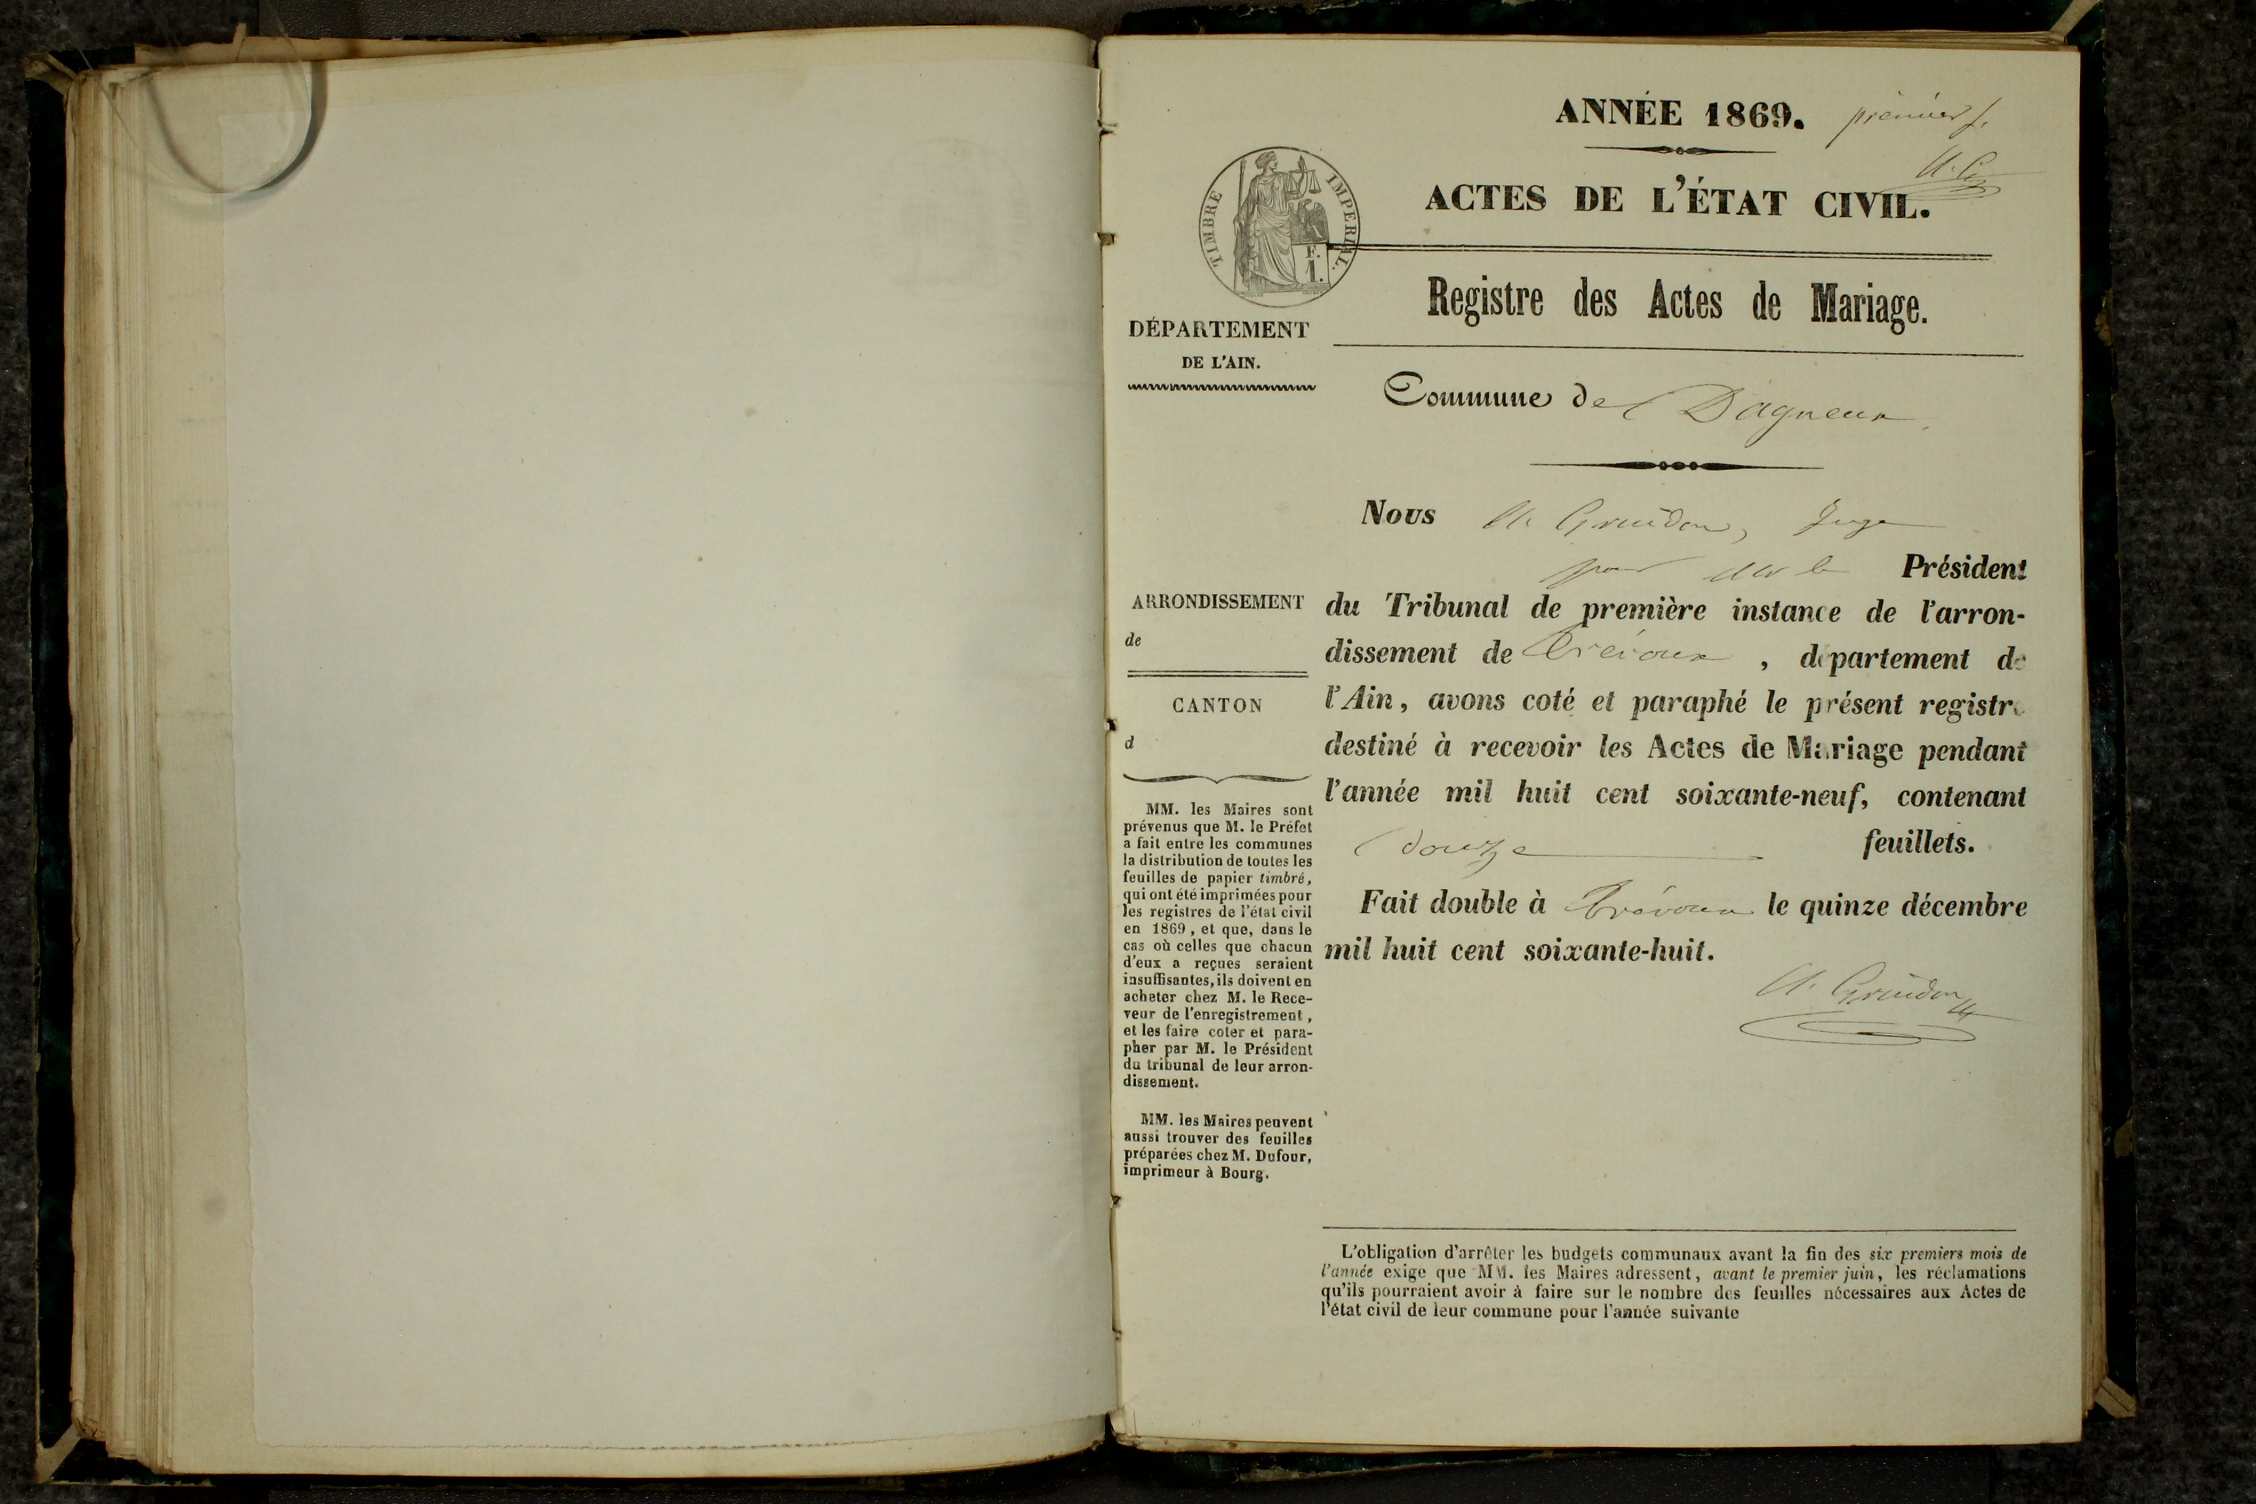 ANNÉE 1869. premier f.
ACTES DE L'ÉTAT CIVIL.
TIMBRE IMPERIAL.
F.
1.
Registre des Actes de Mariage.
DÉPARTEMENT
DE L'AIN.
Commune de Dagneux
ARRONDISSEMENT
de
CANTON
d
MM. les Maires sont
prévenus que M. le Préfet
a fait entre les communes
la distribution de toutes les
feuilles de papier timbré,
qui ont été imprimées pour
les registres de l'état civil
en 1869, et que, dans le
cas où celles que chacun
d'eux a reçues seraient
insuffisantes, ils doivent en
acheter chez M. le Rece-
veur de l'enregistrement,
et les faire coter et para-
pher par M. le Président
du tribunal de leur arron-
dissement.
MM. les Maires peuvent
aussi trouver des feuilles
préparées chez M. Dufour,
imprimeur à Bourg.
Nous Juge
pour Mr le Président
du Tribunal de première instance de l'arron-
dissement de Trévoux, département de
l'Ain, avons coté et paraphé le présent registre
destiné à recevoir les Actes de Mariage pendant
l'année mil huit cent soixante-neuf, contenant
douze feuillets.
Fait double à Trévoux le quinze décembre
mil huit cent soixante-huit.
L'obligation d'arrêter les budgets communaux avant la fin des six premiers mois de
l'année exige que MM. les Maires adressent, avant le premier juin, les réclamations
qu'ils pourraient avoir à faire sur le nombre des feuilles nécessaires aux Actes de
l'état civil de leur commune pour l'année suivante